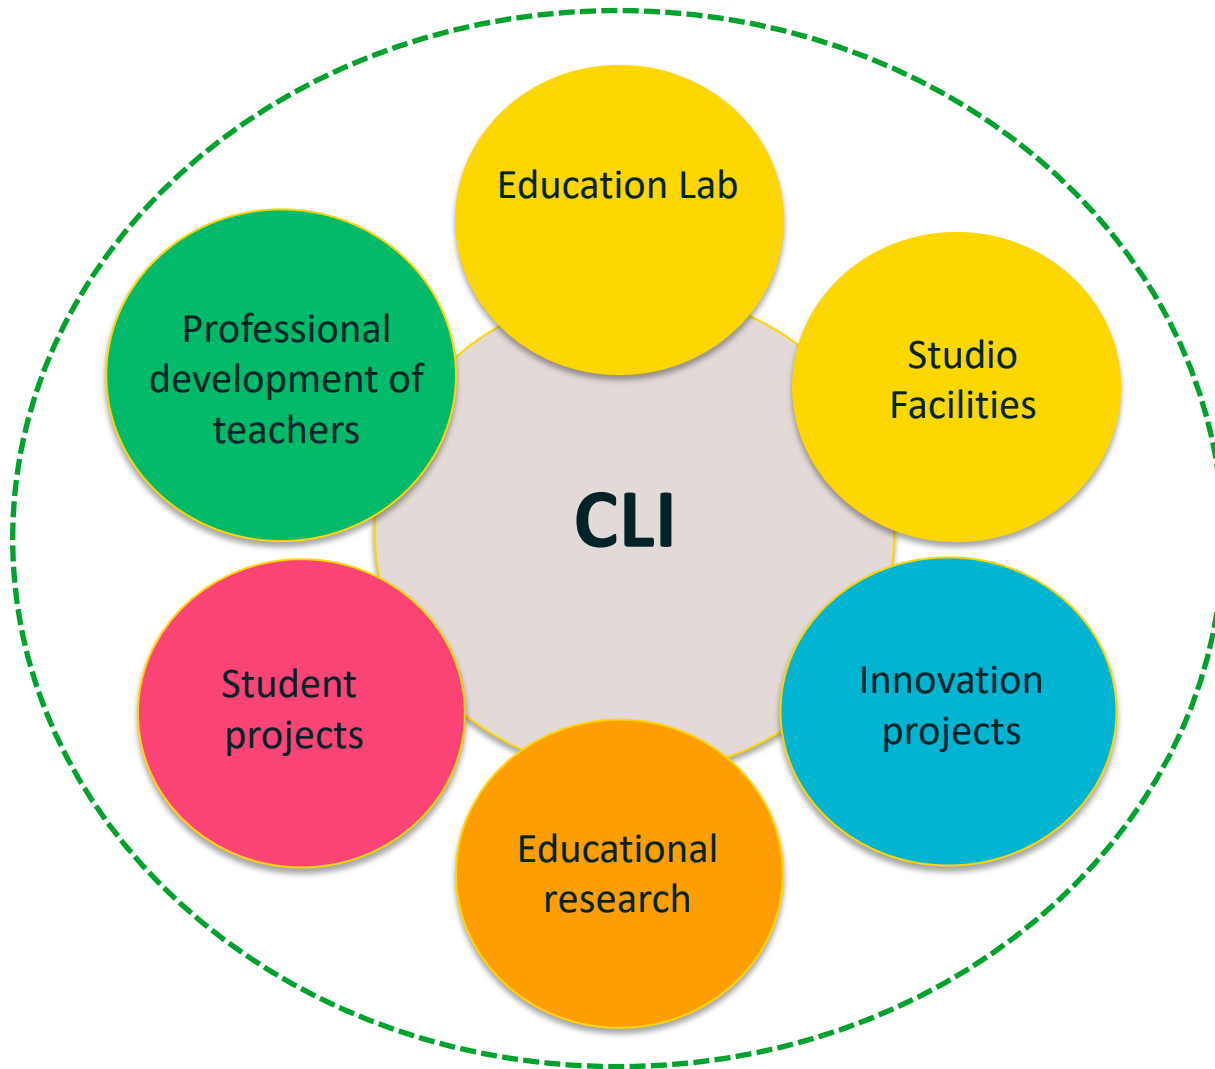 Education Lab
Studio
Facilities
Professional
development of
teachers
CLI
Student
projects
Innovation
projects
Educational
research